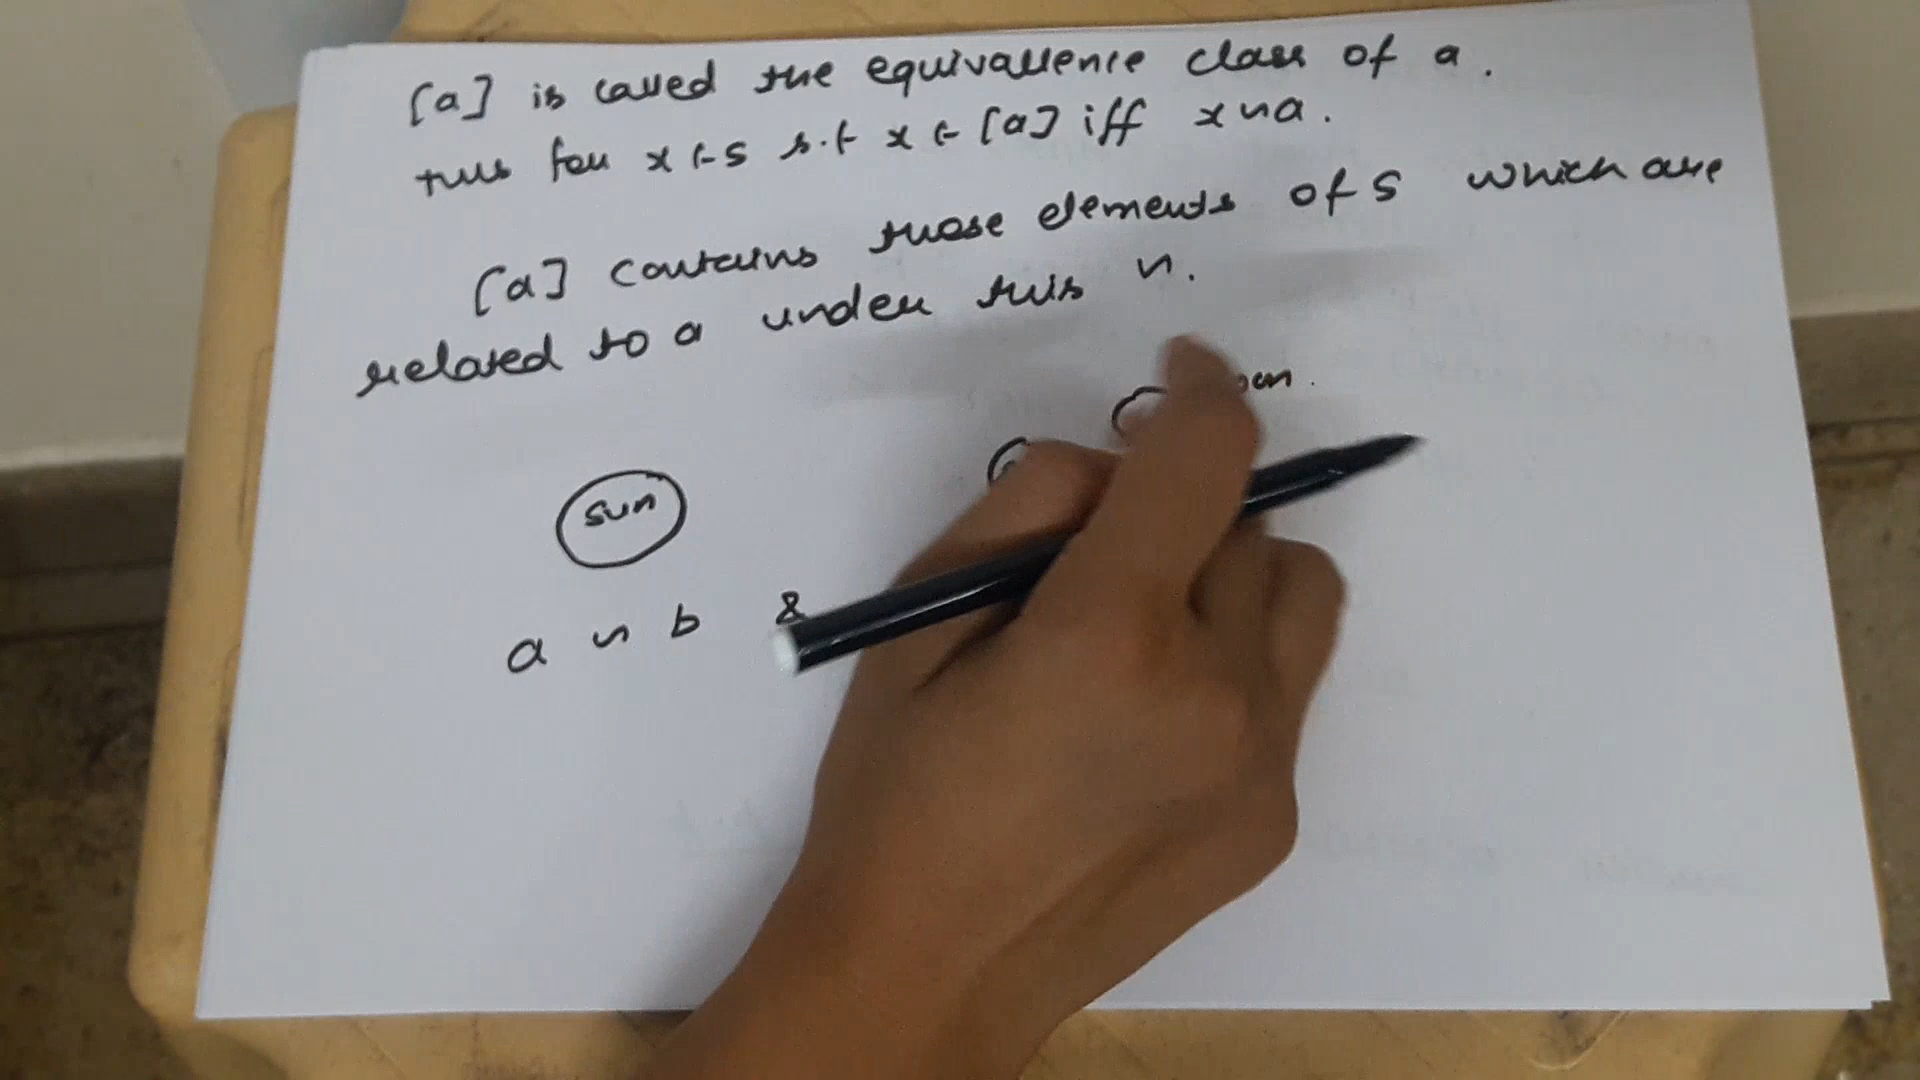 [a] is called the equivalence class of a.
thus for x ∈ S s.t x ∈ [a] iff x ~ a.
[a] contains those elements of S which are
related to a under this ~.
sun
a ~ b &